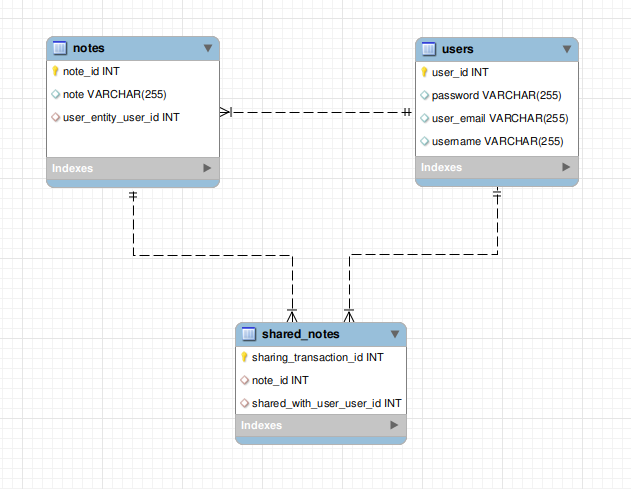 notes
note_id INT
note VARCHAR(255)
user_entity_user_id INT
Indexes
users
user_id INT
password VARCHAR(255)
user_email VARCHAR(255)
username VARCHAR(255)
Indexes
shared_notes
sharing_transaction_id INT
note_id INT
shared_with_user_user_id INT
Indexes